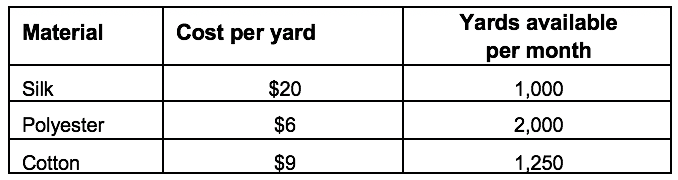 Material Cost per yard Yards available
per month
Silk $20 1,000
Polyester $6 2,000
Cotton $9 1,250